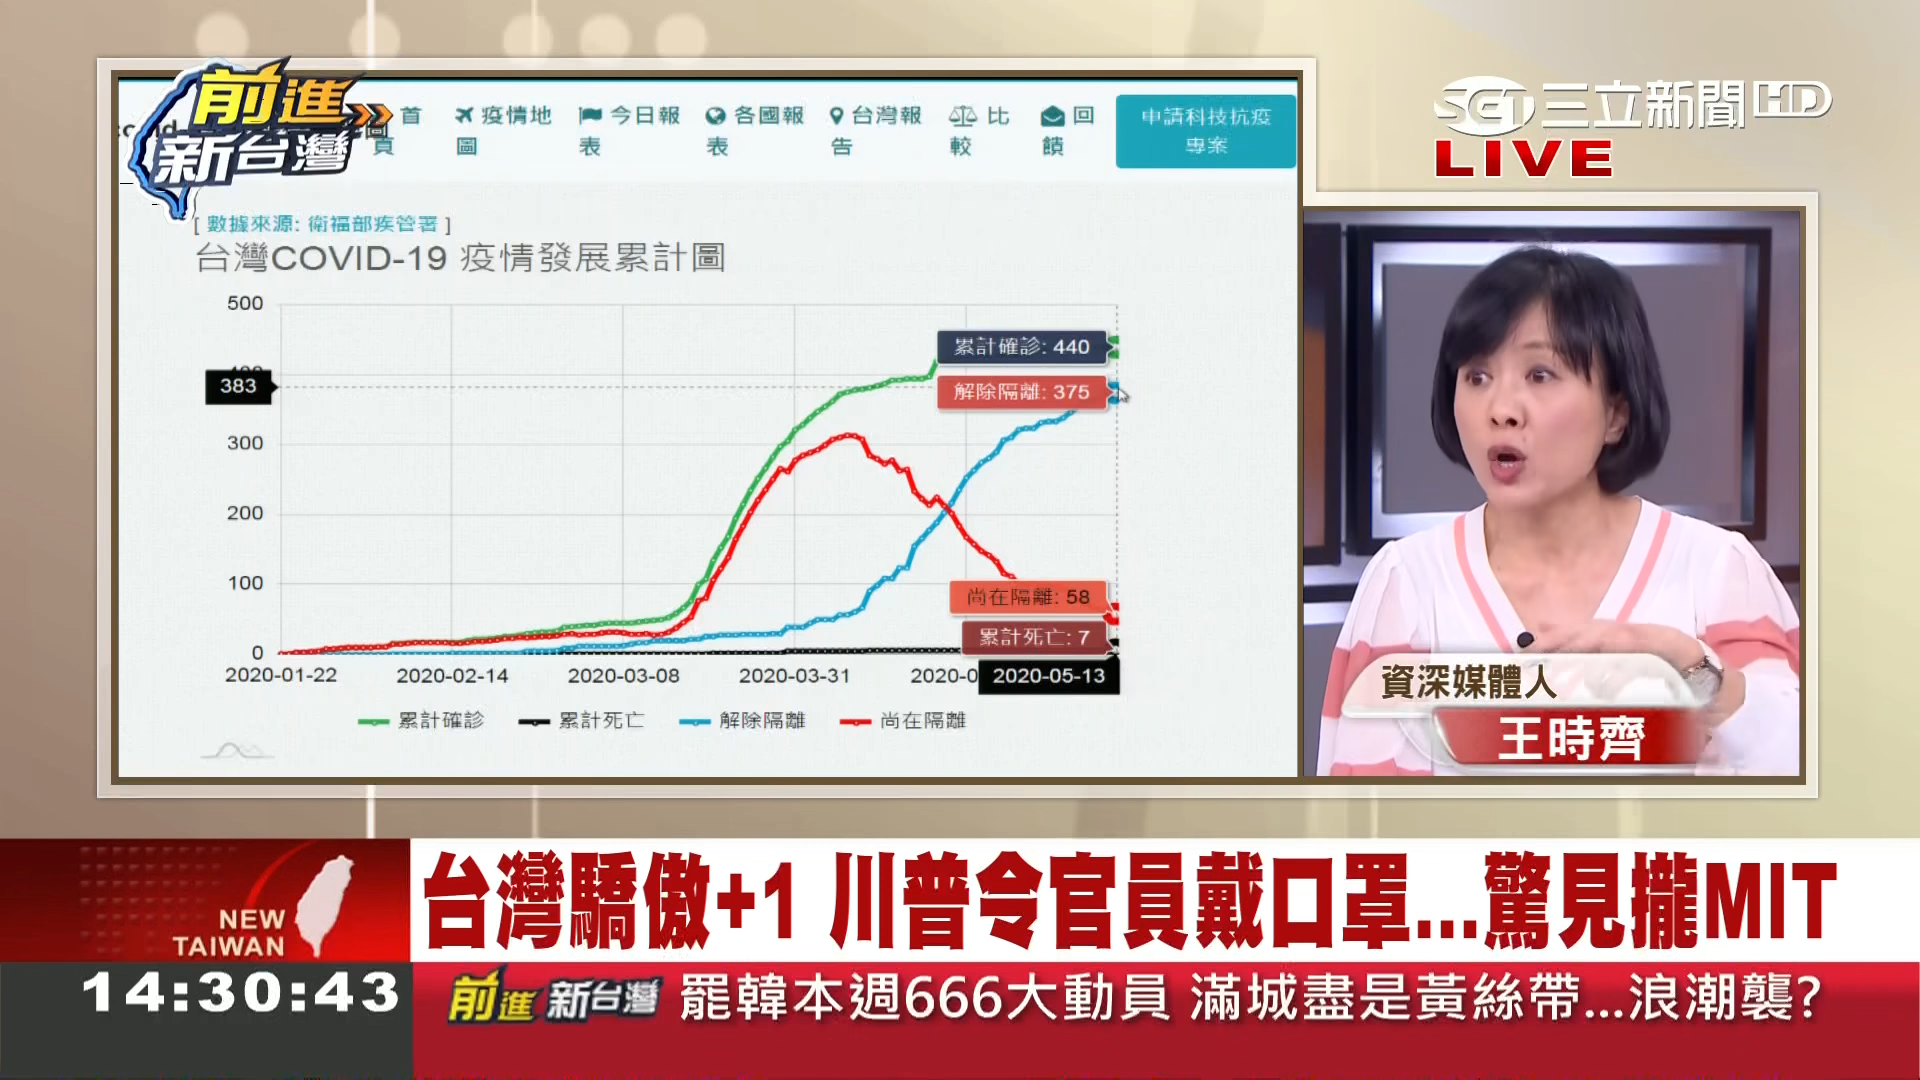 前進
新台灣
首頁
疫情地圖
今日報表
各國報表
台灣報告
比較
回饋
申請科技抗疫
專案
SET 三立新聞 HD
LIVE
[ 數據來源: 衛福部疾管署 ]
台灣COVID-19 疫情發展累計圖
500
383
300
200
100
0
累計確診: 440
解除隔離: 375
尚在隔離: 58
累計死亡: 7
2020-01-22
2020-02-14
2020-03-08
2020-03-31
2020-0
2020-05-13
累計確診
累計死亡
解除隔離
尚在隔離
資深媒體人
王時齊
NEW
TAIWAN
台灣驕傲+1 川普令官員戴口罩...驚見攏MIT
14:30:43
前進新台灣 罷韓本週666大動員 滿城盡是黃絲帶...浪潮襲?